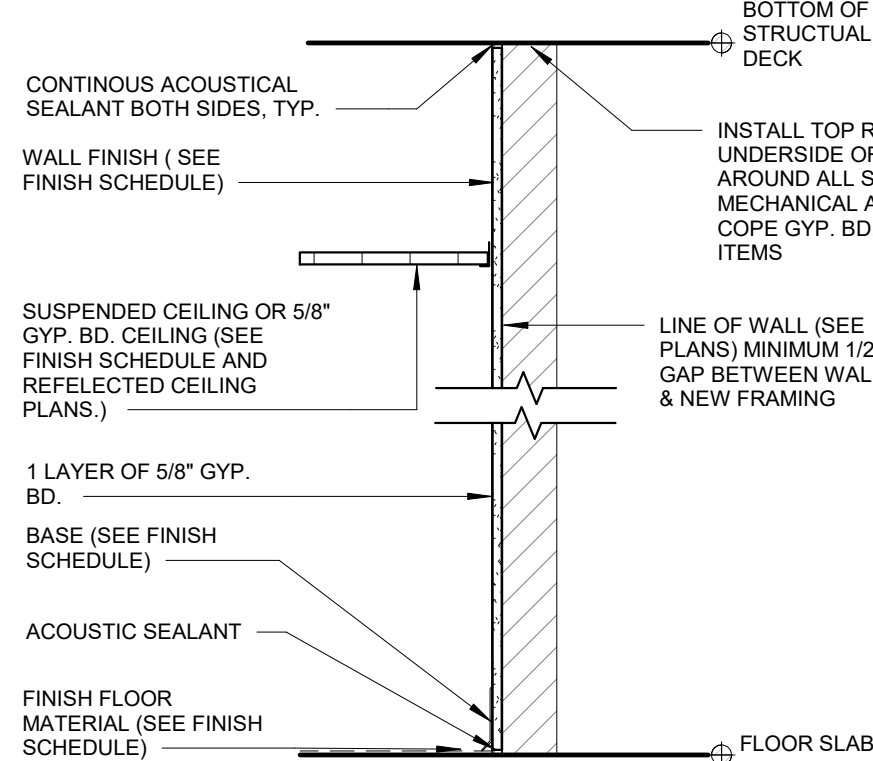 BOTTOM OF
STRUCTUAL
DECK
CONTINOUS ACOUSTICAL
SEALANT BOTH SIDES, TYP.
WALL FINISH ( SEE
FINISH SCHEDULE)
INSTALL TOP
UNDERSIDE
AROUND ALL
MECHANICAL
COPE GYP. BD
ITEMS
SUSPENDED CEILING OR 5/8"
GYP. BD. CEILING (SEE
FINISH SCHEDULE AND
REFELECTED CEILING
PLANS.)
LINE OF WALL (SEE
PLANS) MINIMUM 1/2
GAP BETWEEN
& NEW FRAMING
1 LAYER OF 5/8" GYP.
BD.
BASE (SEE FINISH
SCHEDULE)
ACOUSTIC SEALANT
FINISH FLOOR
MATERIAL (SEE FINISH
SCHEDULE)
FLOOR SLAB